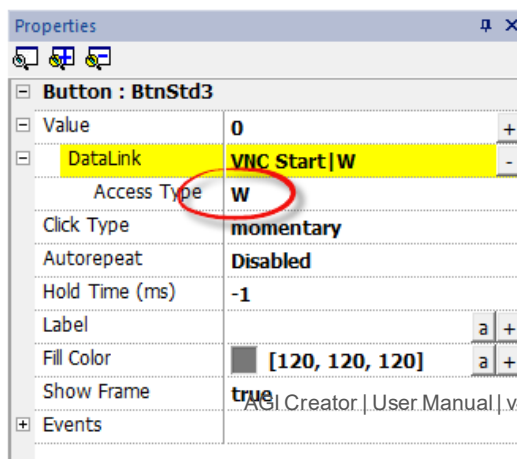 Properties
Button : BtnStd3
Value 0 +
DataLink VNC Start|W -
Access Type W
Click Type momentary
Autorepeat Disabled
Hold Time (ms) -1
Label a +
Fill Color [120, 120, 120] a +
Show Frame true
AGI Creator | User Manual | v
Events